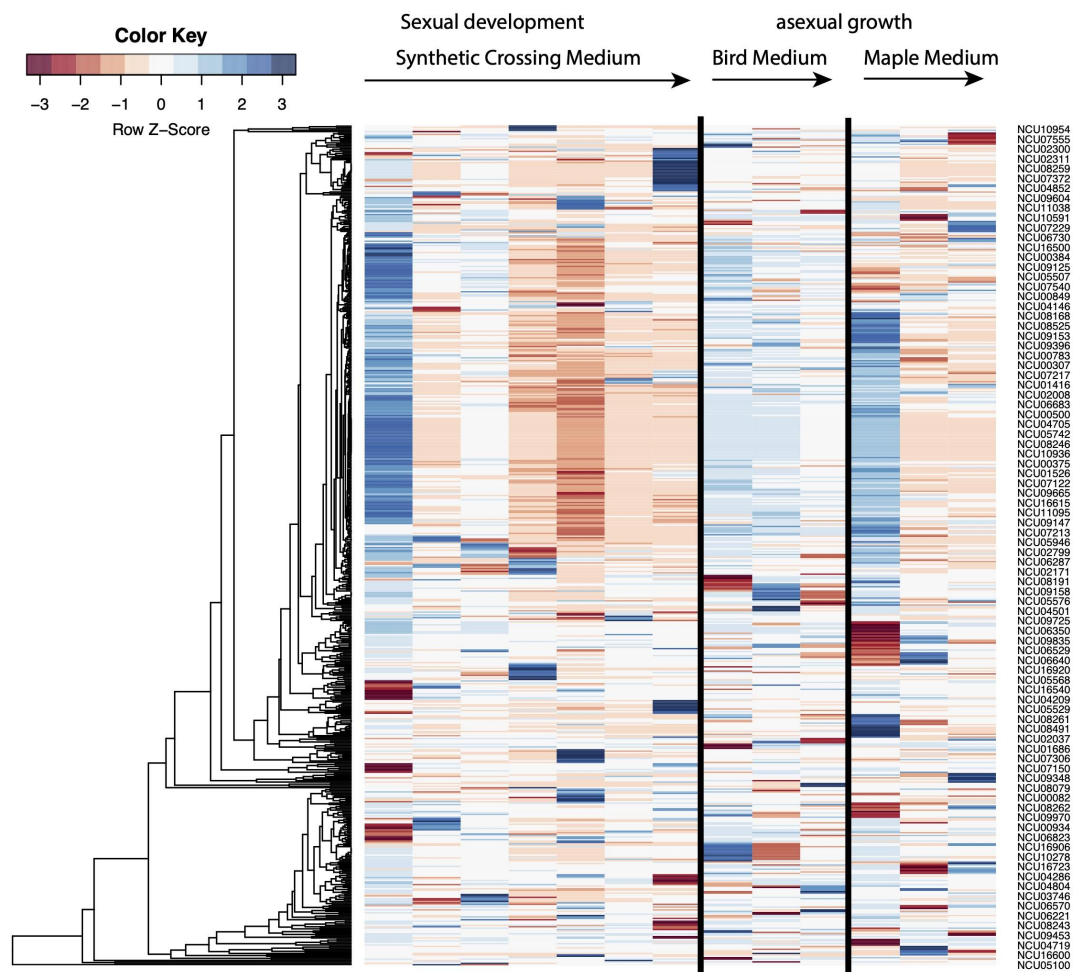 Sexual development
asexual growth
Color Key
Synthetic Crossing Medium
Bird Medium
Maple Medium
−3 −2 −1 0 1 2 3
Row Z−Score
NCU10954
NCU07555
NCU02300
NCU02311
NCU08259
NCU07372
NCU04852
NCU09604
NCU11038
NCU10591
NCU07229
NCU06730
NCU16500
NCU00384
NCU09125
NCU05507
NCU07540
NCU00849
NCU04146
NCU08168
NCU08525
NCU09153
NCU09396
NCU00783
NCU00307
NCU07217
NCU01416
NCU02008
NCU06683
NCU00500
NCU04705
NCU05742
NCU08246
NCU10936
NCU00375
NCU01526
NCU07122
NCU09665
NCU16615
NCU11095
NCU09147
NCU07213
NCU05946
NCU02799
NCU06287
NCU02171
NCU08191
NCU09158
NCU05576
NCU04501
NCU09725
NCU06350
NCU09835
NCU06529
NCU06640
NCU16920
NCU05568
NCU16540
NCU04209
NCU05529
NCU08261
NCU08491
NCU02037
NCU01686
NCU07306
NCU07150
NCU09348
NCU08079
NCU00082
NCU08262
NCU09970
NCU00934
NCU06823
NCU16906
NCU10278
NCU16723
NCU04286
NCU04804
NCU03746
NCU06570
NCU06221
NCU08243
NCU09453
NCU04719
NCU16600
NCU05100